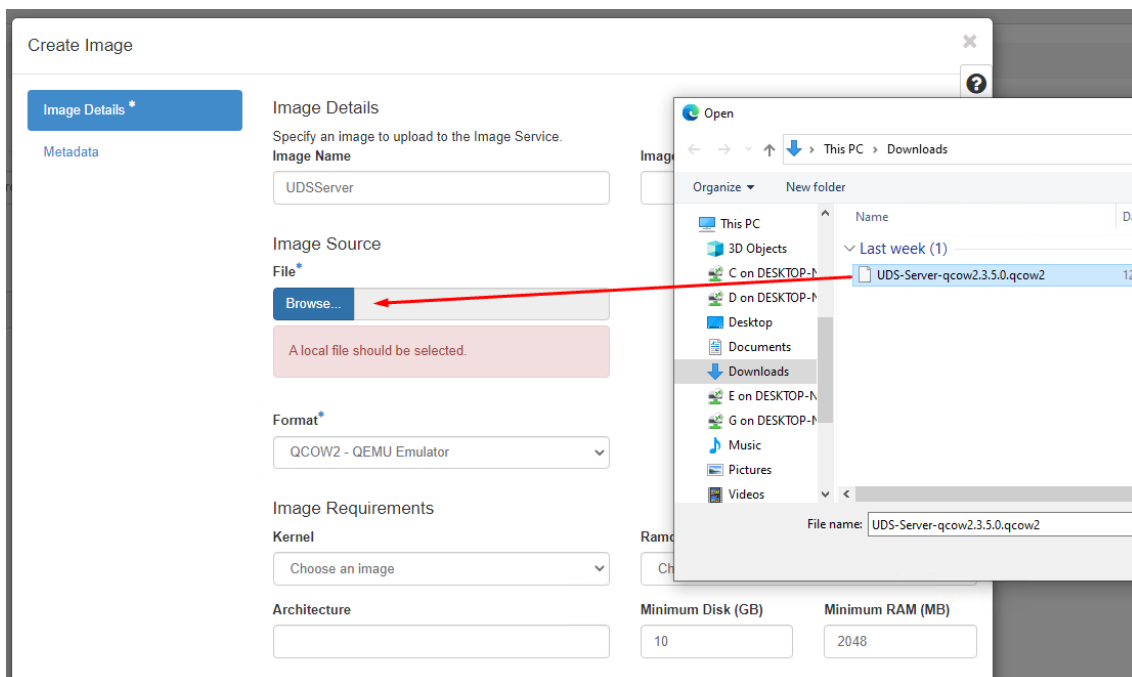 Create Image
Image Details *
Metadata
Image Details
Specify an image to upload to the Image Service.
Image Name
UDSServer
Image Source
File*
Browse...
A local file should be selected.
Format*
QCOW2 - QEMU Emulator
Image Requirements
Kernel
Choose an image
Architecture
Minimum Disk (GB)
10
Minimum RAM (MB)
2048
Open
This PC > Downloads
Organize
New folder
This PC
3D Objects
C on DESKTOP-N
D on DESKTOP-N
Desktop
Documents
Downloads
E on DESKTOP-N
G on DESKTOP-N
Music
Pictures
Videos
Name
Last week (1)
UDS-Server-qcow2.3.5.0.qcow2
12
File name: UDS-Server-qcow2.3.5.0.qcow2